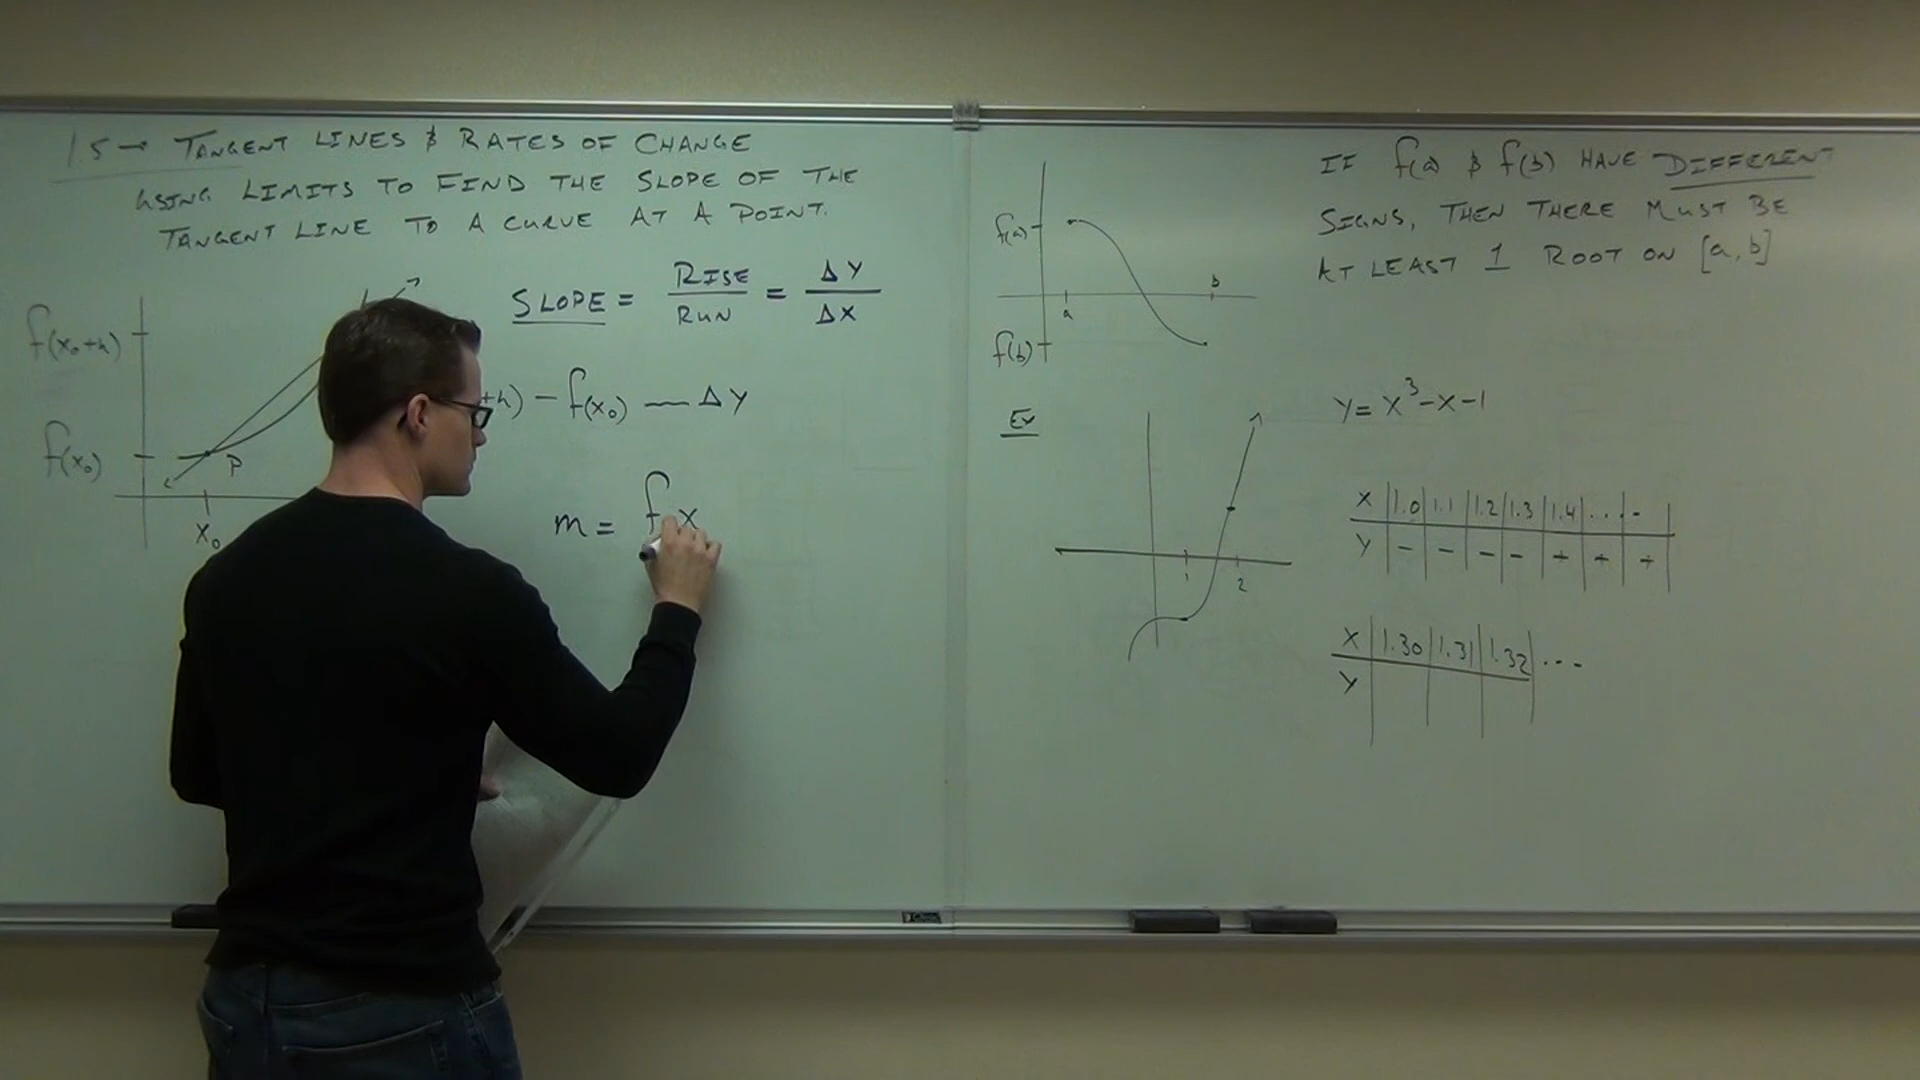 1.5 → TANGENT LINES & RATES OF CHANGE
USING LIMITS TO FIND THE SLOPE OF THE
TANGENT LINE TO A CURVE AT A POINT.
SLOPE = RISE / RUN = ΔY / ΔX
f(x₀+h)
f(x₀)
P
x₀
+h) - f(x₀) — ΔY
m = f x
f(a)
f(b)
a
b
IF f(a) & f(b) HAVE DIFFERENT
SIGNS, THEN THERE MUST BE
AT LEAST 1 ROOT ON [a, b]
Ex
1
2
Y = X³-X-1
X 1.0 1.1 1.2 1.3 1.4 ....
Y - - - - + + +
X 1.30 1.31 1.32 ...
Y